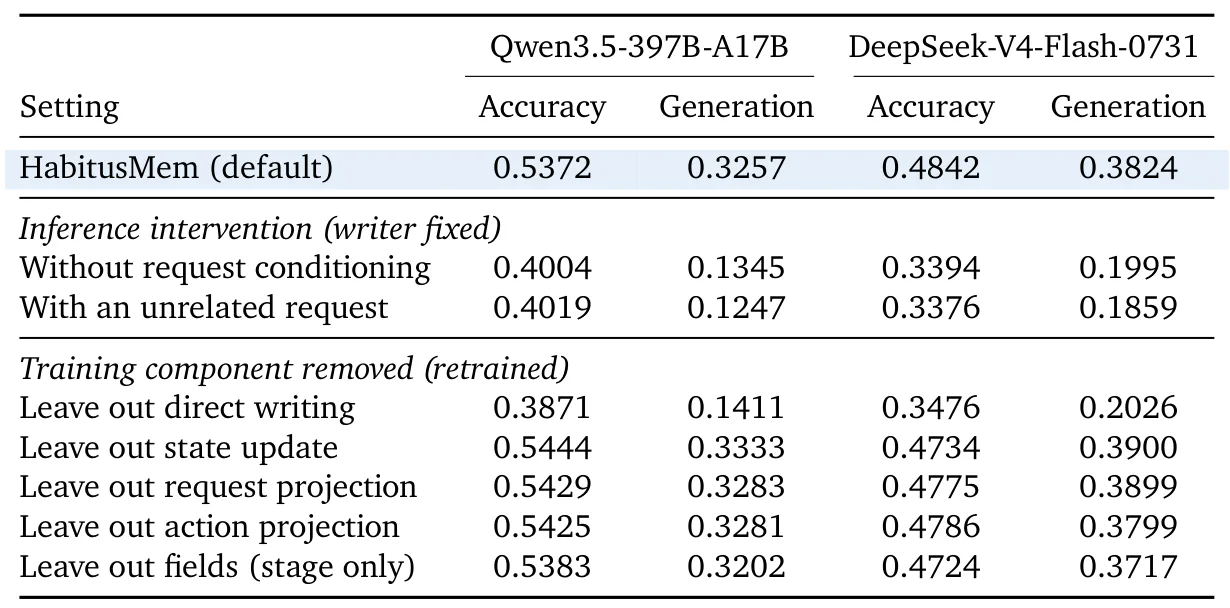 Qwen3.5-397B-A17B DeepSeek-V4-Flash-0731
Setting Accuracy Generation Accuracy Generation
HabitusMem (default) 0.5372 0.3257 0.4842 0.3824
Inference intervention (writer fixed)
Without request conditioning 0.4004 0.1345 0.3394 0.1995
With an unrelated request 0.4019 0.1247 0.3376 0.1859
Training component removed (retrained)
Leave out direct writing 0.3871 0.1411 0.3476 0.2026
Leave out state update 0.5444 0.3333 0.4734 0.3900
Leave out request projection 0.5429 0.3283 0.4775 0.3899
Leave out action projection 0.5425 0.3281 0.4786 0.3799
Leave out fields (stage only) 0.5383 0.3202 0.4724 0.3717